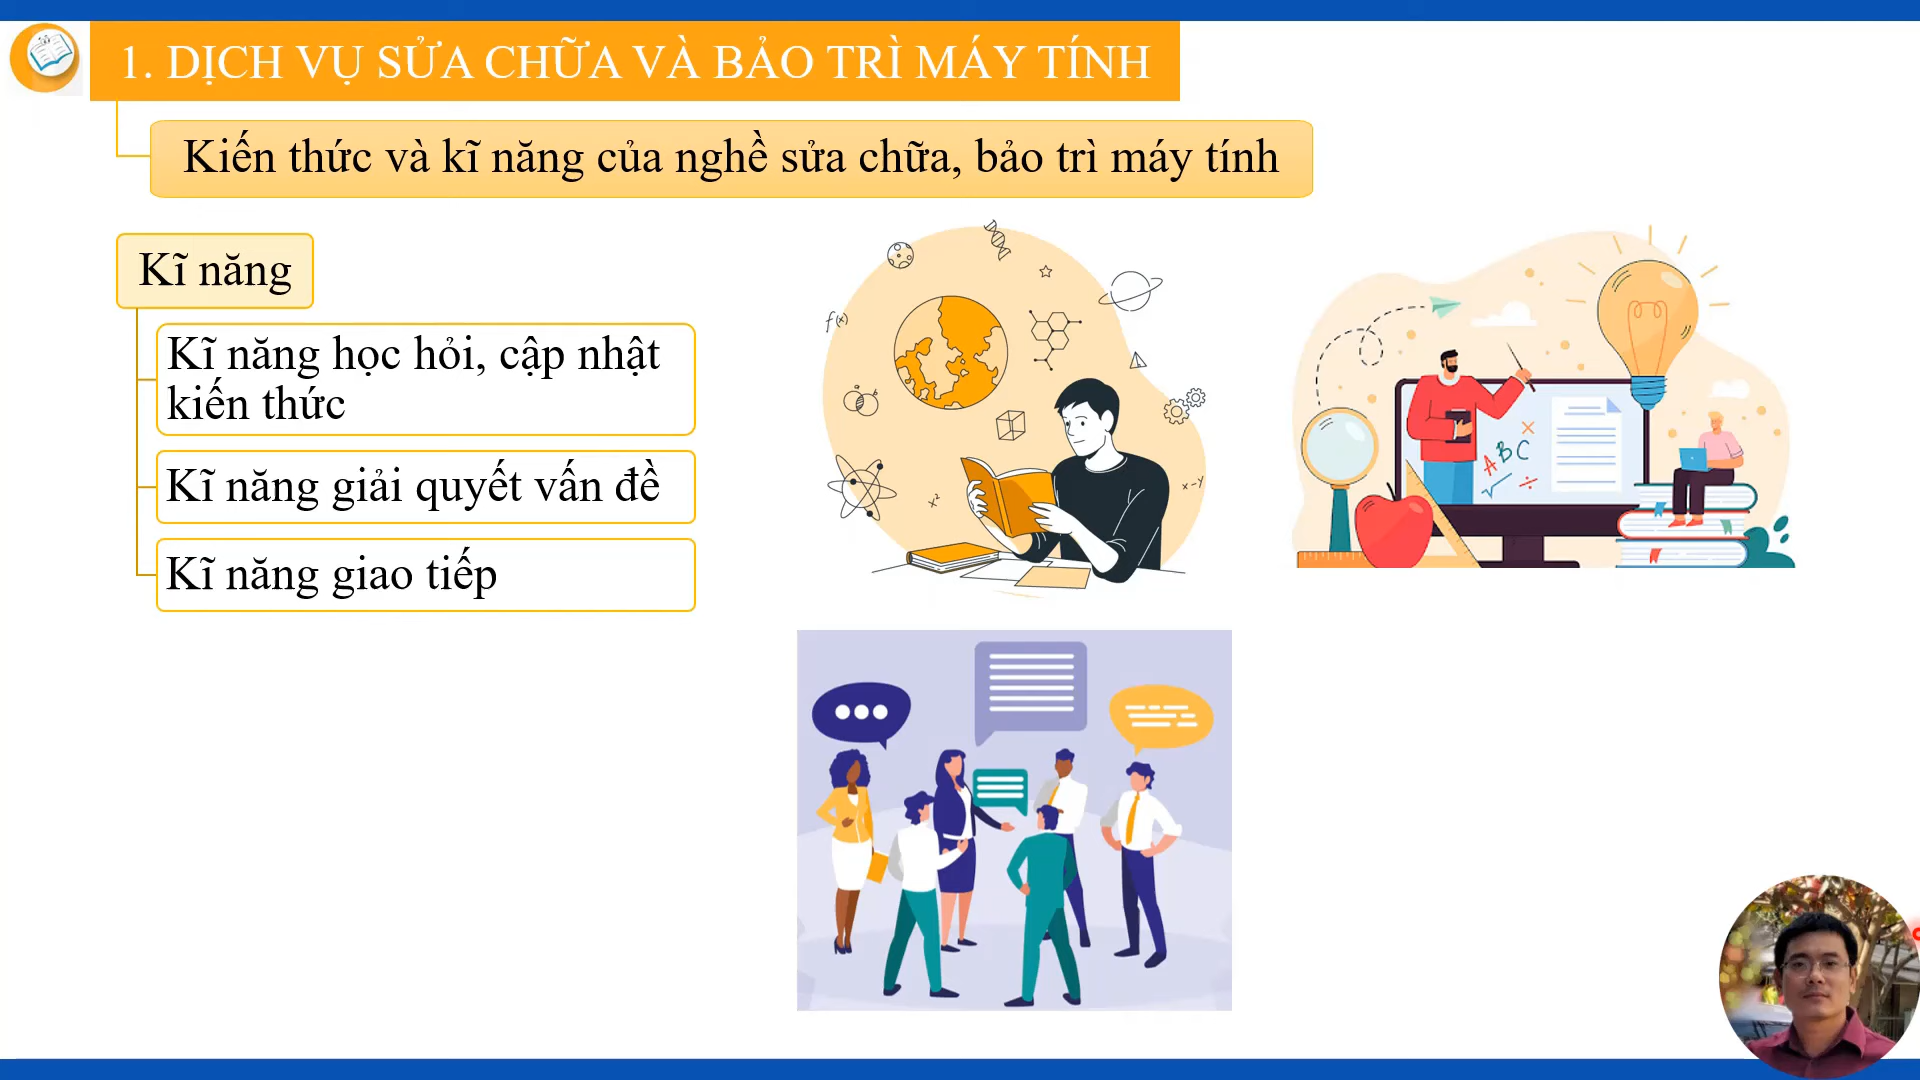 1. DỊCH VỤ SỬA CHỮA VÀ BẢO TRÌ MÁY TÍNH
Kiến thức và kĩ năng của nghề sửa chữa, bảo trì máy tính
Kĩ năng
Kĩ năng học hỏi, cập nhật
kiến thức
Kĩ năng giải quyết vấn đề
Kĩ năng giao tiếp
f(x)
a b
x²
x-y
A B C